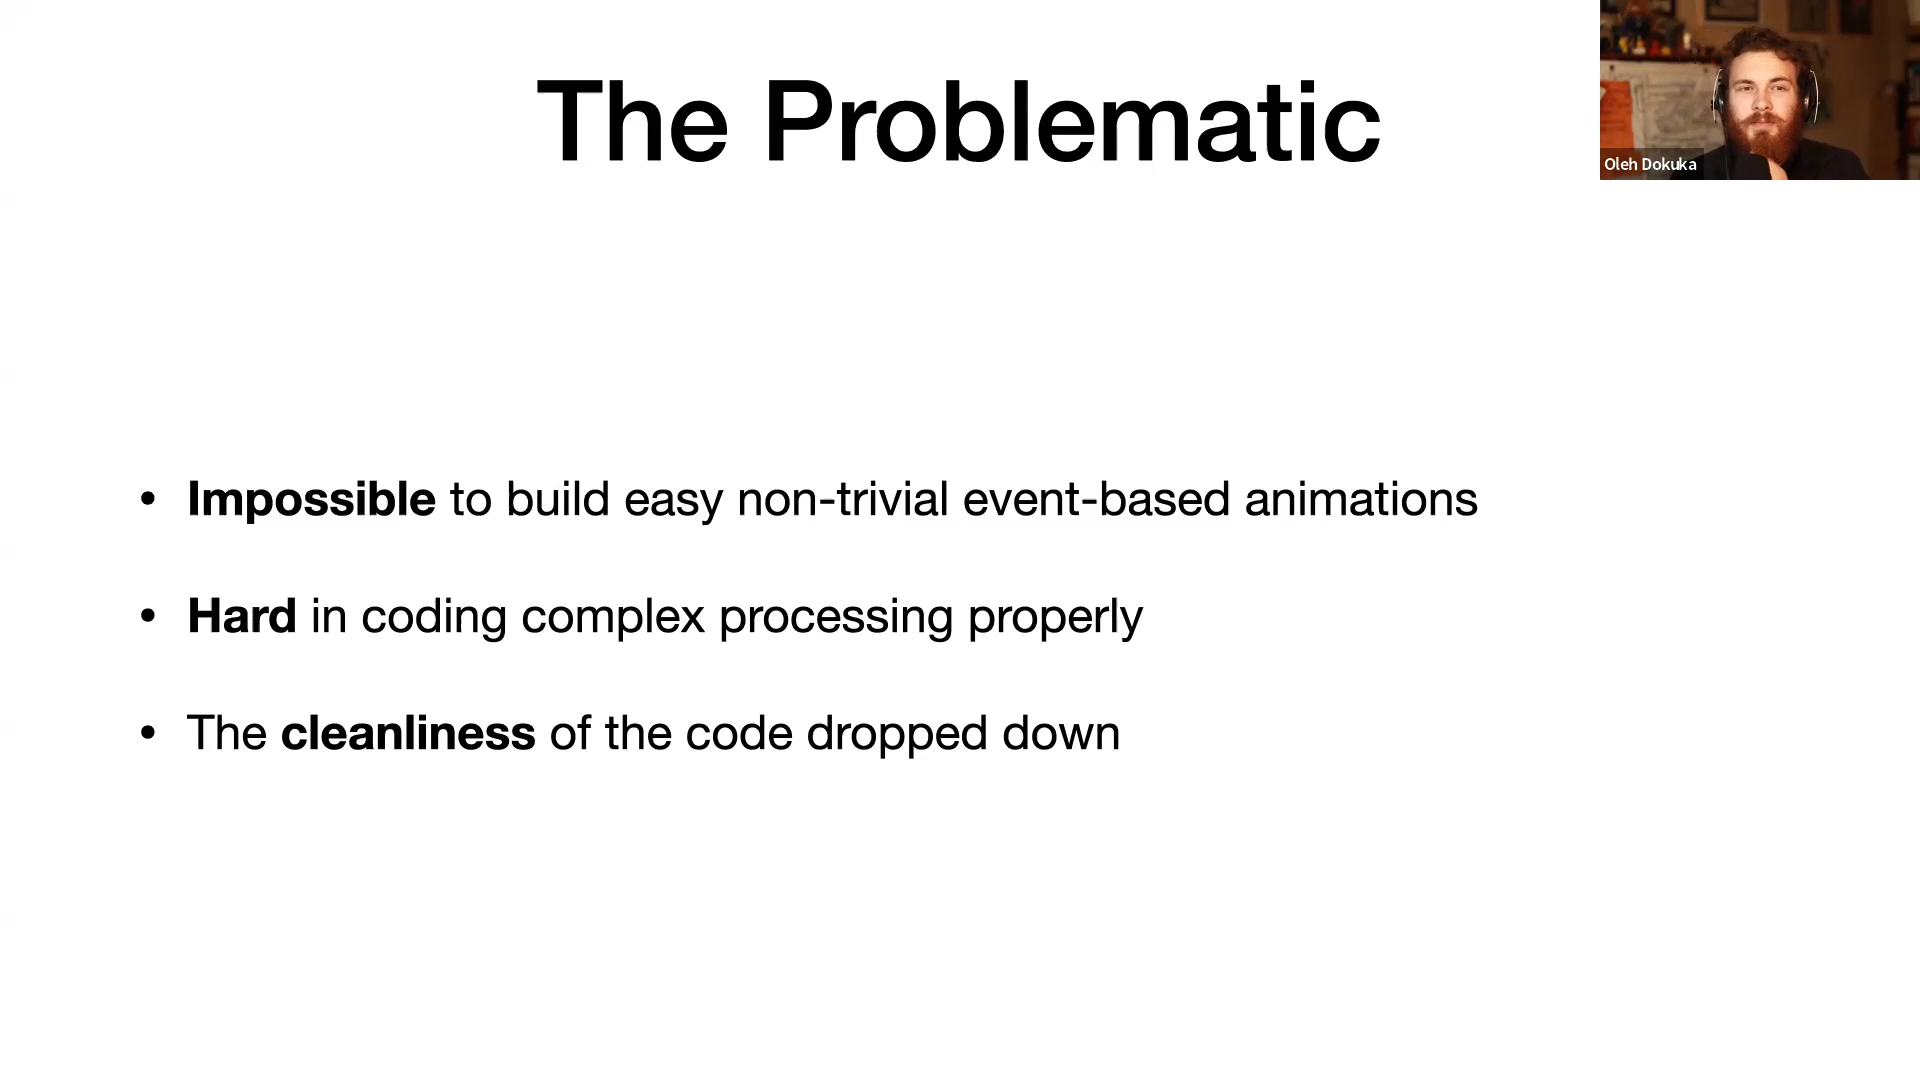 The Problematic
Oleh Dokuka
• Impossible to build easy non-trivial event-based animations
• Hard in coding complex processing properly
• The cleanliness of the code dropped down